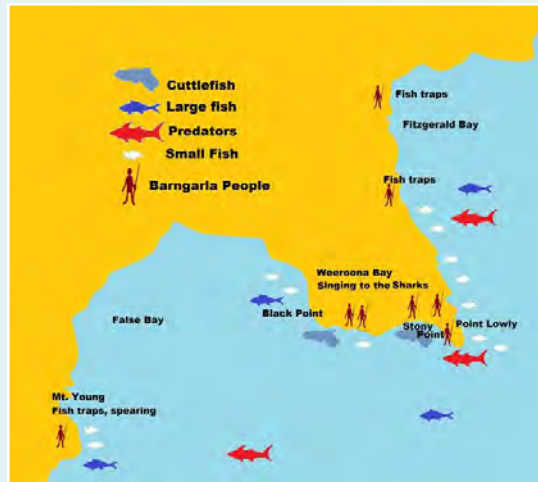 Cuttlefish
Large fish
Predators
Small Fish
Barngarla People
Fish traps
Fitzgerald Bay
Fish traps
Weeroona Bay
Singing to the Sharks
Black Point
False Bay
Stony
Point
Point Lowly
Mt. Young
Fish traps, spearing